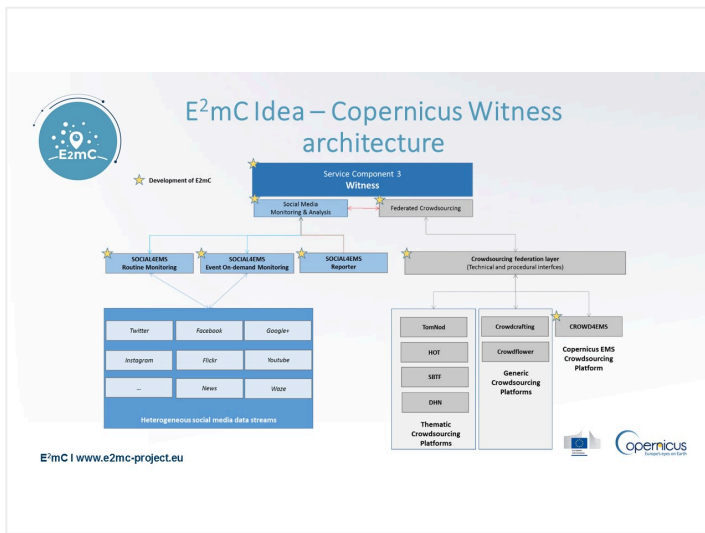 E²mC Idea – Copernicus Witness
architecture
E2mC
Development of E2mC
Service Component 3
Witness
Social Media
Monitoring & Analysis
Federated Crowdsourcing
SOCIAL4EMS
Routine Monitoring
SOCIAL4EMS
Event On-demand Monitoring
SOCIAL4EMS
Reporter
Crowdsourcing federation layer
(Technical and procedural interfces)
Twitter
Facebook
Google+
Instagram
Flickr
Youtube
...
News
Waze
Heterogneous social media data streams
TomNod
HOT
SBTF
DHN
Thematic
Crowdsourcing
Platforms
Crowdcrafting
Crowdflower
Generic
Crowdsourcing
Platforms
CROWD4EMS
Copernicus EMS
Crowdsourcing
Platform
E²mC I www.e2mc-project.eu
opernicus
Europe's eyes on Earth